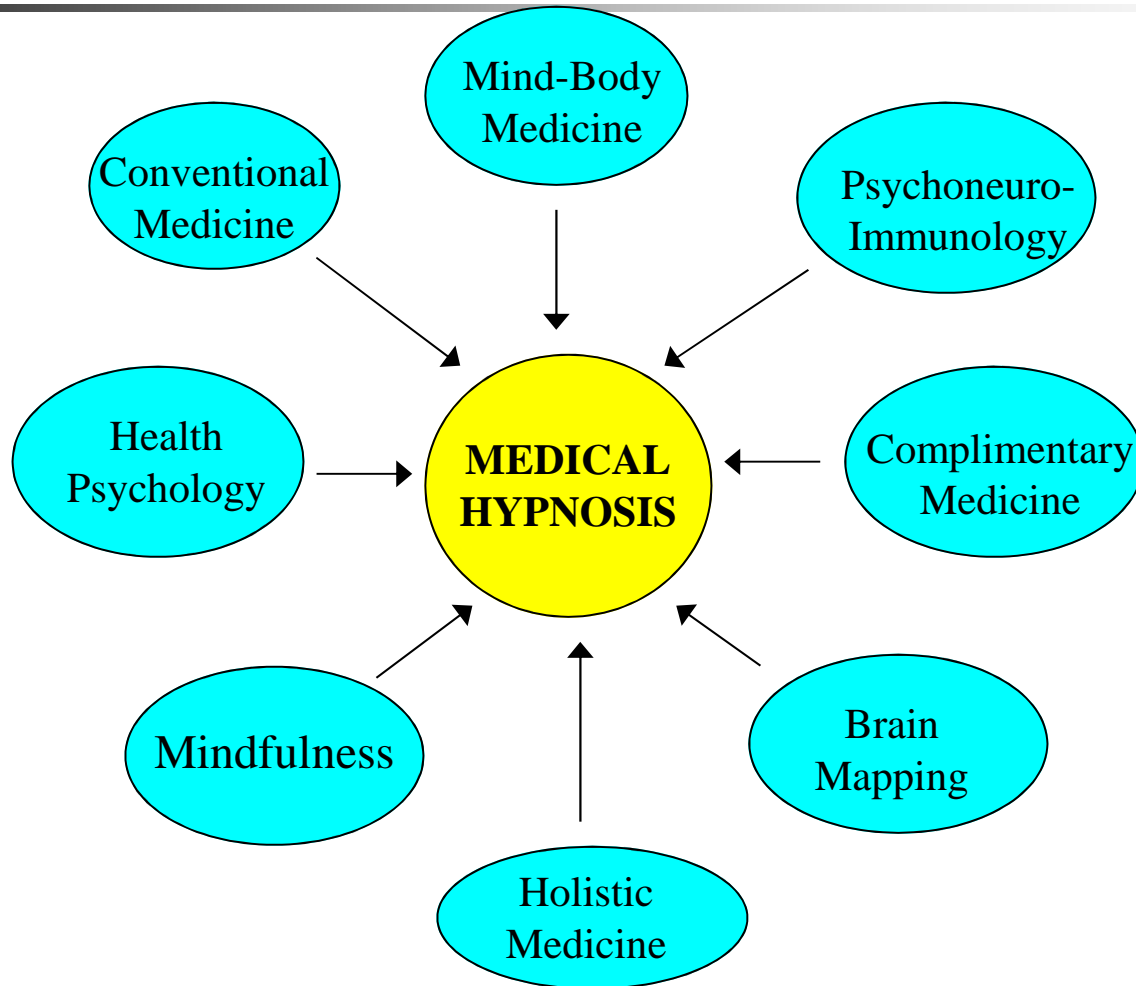 Mind-Body
Medicine
Conventional
Medicine
Psychoneuro-
Immunology
Health
Psychology
MEDICAL
HYPNOSIS
Complimentary
Medicine
Mindfulness
Brain
Mapping
Holistic
Medicine